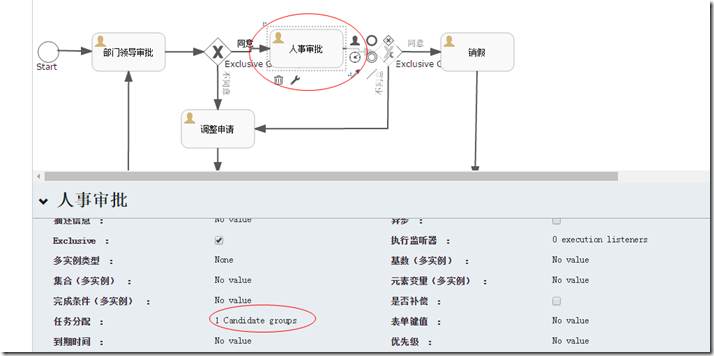 同意
同意
部门领导审批
人事审批
销假
Start
Exclusive G
Exclusive G
不同意
调整申请
人事审批
描述信息 ： No value
异步 ：
Exclusive ：
执行监听器 ： 0 execution listeners
多实例类型 ： None
基数（多实例） ： No value
集合（多实例） ： No value
元素变量（多实例） ： No value
完成条件（多实例） ： No value
是否补偿 ：
任务分配 ： 1 Candidate groups
表单键值 ： No value
到期时间 ： No value
优先级 ： No value